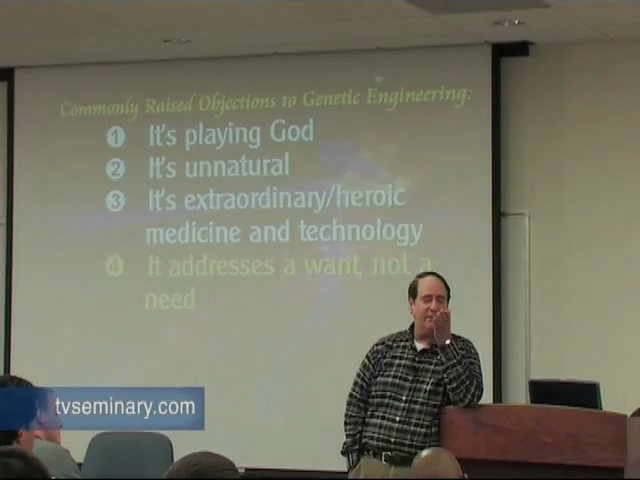 Commonly Raised Objections to Genetic Engineering:
1 It's playing God
2 It's unnatural
3 It's extraordinary/heroic
medicine and technology
4 It addresses a want, not a
need
tvseminary.com